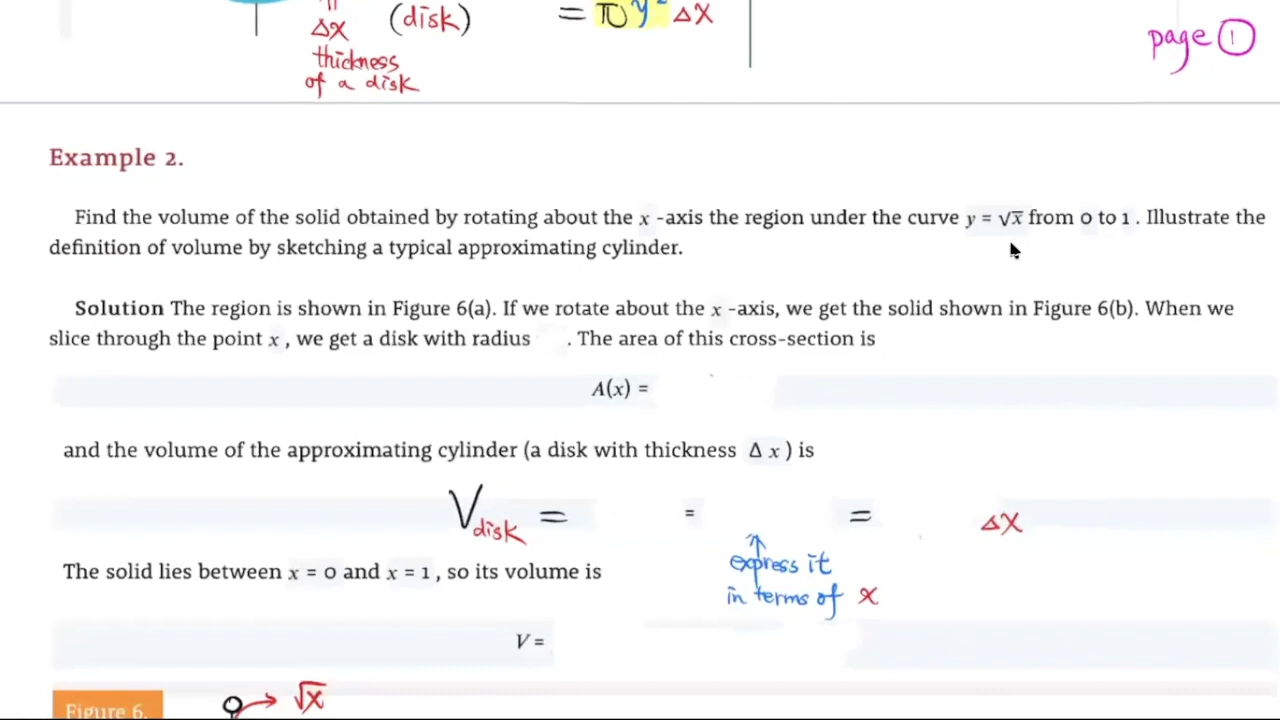 Δx (disk) = πy² Δx
thickness
of a disk
page ①
Example 2.
Find the volume of the solid obtained by rotating about the x -axis the region under the curve y = √x from 0 to 1 . Illustrate the
definition of volume by sketching a typical approximating cylinder.
Solution The region is shown in Figure 6(a). If we rotate about the x -axis, we get the solid shown in Figure 6(b). When we
slice through the point x , we get a disk with radius . The area of this cross-section is
A(x) =
and the volume of the approximating cylinder (a disk with thickness Δ x ) is
V disk = = = Δx
express it
in terms of x
The solid lies between x = 0 and x = 1 , so its volume is
V =
Figure 6.
√x